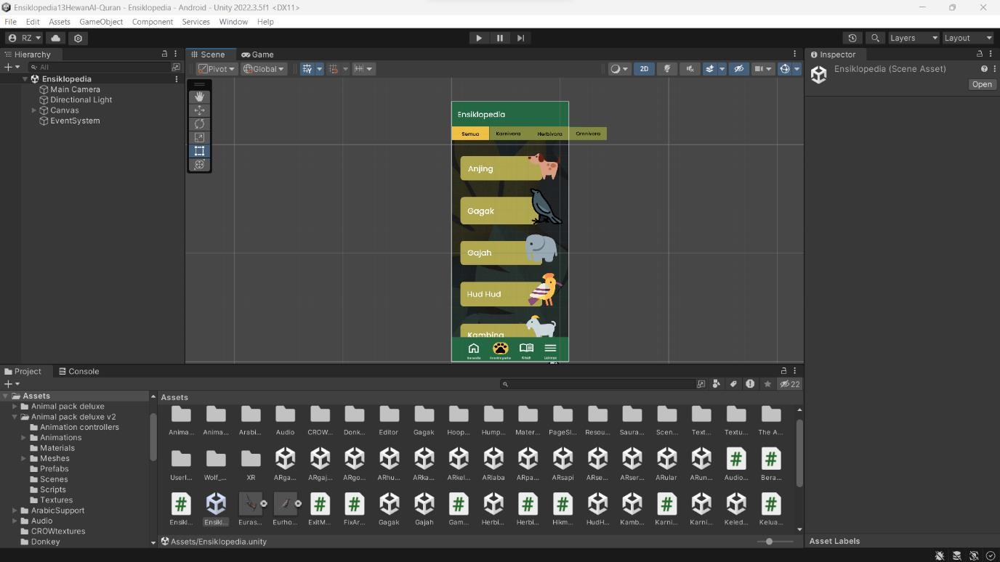 Ensiklopedia13HewanAl-Quran - Ensiklopedia - Android - Unity 2022.3.5f1 <DX11>
File Edit Assets GameObject Component Services Window Help
RZ
Layers
Layout
Hierarchy
All
Ensiklopedia
Main Camera
Directional Light
Canvas
EventSystem
Scene Game
Pivot Global
2D
Ensiklopedia
Semua Karnivora Herbivora Omnivora
Anjing
Gagak
Gajah
Hud Hud
Kambing
Beranda Ensiklopedia Kisah Lainnya
Inspector
Ensiklopedia (Scene Asset)
Open
Project Console
22
Assets
Animal pack deluxe
Animal pack deluxe v2
Animation controllers
Animations
Materials
Meshes
Prefabs
Scenes
Scripts
Textures
ArabicSupport
Audio
CROWtextures
Donkey
Assets
Anima... Anima... Arabi... Audio CROW... Donk... Editor Gagak Hoop... Hump... Mater... PageSl... Resou... Saura... Scen... Text... Textu... The A...
UserI... Wolf_... XR ARga... ARgaj... ARgo... ARhu... ARka... ARkel... ARlaba ARpa... ARsapi ARse... ARser... ARular ARun... Audio... Bera...
Ensikl... Ensikl... Euras... Eurho... ExitM... FixAr... Gagak Gajah Gam... Herbi... Herbi... Hikm... HudH... Kamb... Karni... Karni... Keled... Kelua...
Assets/Ensiklopedia.unity
Asset Labels